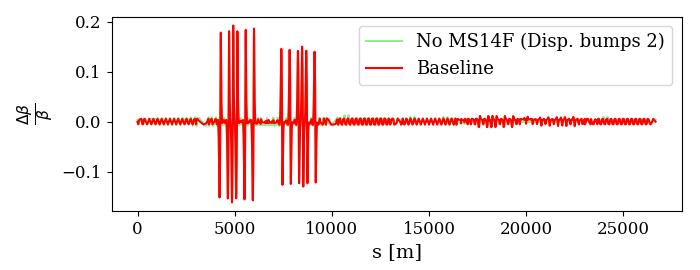 0.2
0.1
0.0
−0.1
Δβ
β
No MS14F (Disp. bumps 2)
Baseline
0 5000 10000 15000 20000 25000
s [m]